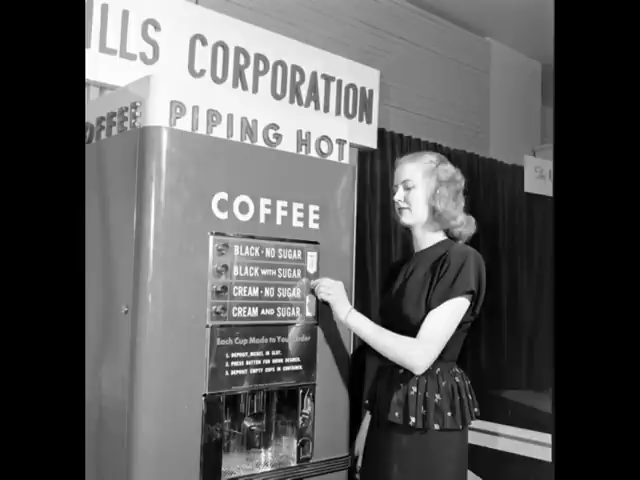 ILLS CORPORATION
COFFEE PIPING HOT
COFFEE
BLACK - NO SUGAR
BLACK WITH SUGAR
CREAM - NO SUGAR
CREAM AND SUGAR
Each Cup Made to Your Order
1. DEPOSIT NICKEL IN SLOT.
2. PRESS BUTTON FOR DRINK DESIRED.
3. DEPOSIT EMPTY CUPS IN CONTAINER.